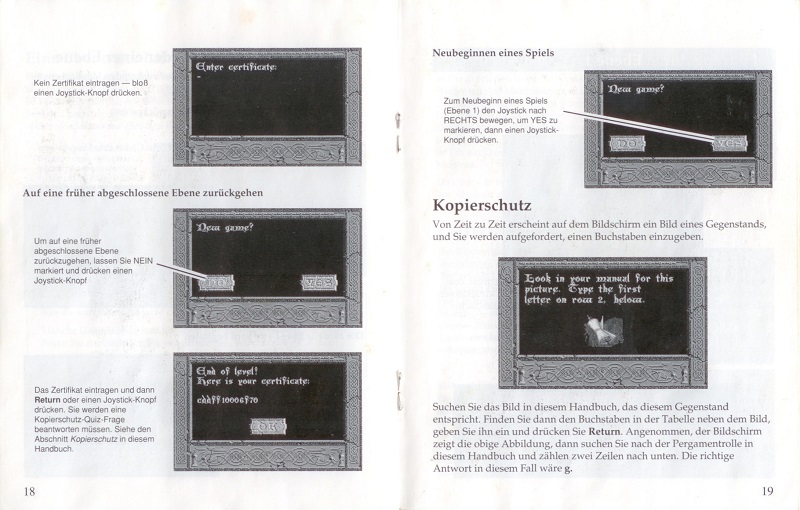 Kein Zertifikat eintragen — bloß
einen Joystick-Knopf drücken.
Enter certificate:
Auf eine früher abgeschlossene Ebene zurückgehen
Um auf eine früher
abgeschlossene Ebene
zurückzugehen, lassen Sie NEIN
markiert und drücken einen
Joystick-Knopf
New game?
NO
YES
Das Zertifikat eintragen und dann
Return oder einen Joystick-Knopf
drücken. Sie werden eine
Kopierschutz-Quiz-Frage
beantworten müssen. Siehe den
Abschnitt Kopierschutz in diesem
Handbuch.
End of level!
Here is your certificate:
OK
18
Neubeginnen eines Spiels
Zum Neubeginn eines Spiels
(Ebene 1) den Joystick nach
RECHTS bewegen, um YES zu
markieren, dann einen Joystick-
Knopf drücken.
New game?
NO
YES
Kopierschutz
Von Zeit zu Zeit erscheint auf dem Bildschirm ein Bild eines Gegenstands,
und Sie werden aufgefordert, einen Buchstaben einzugeben.
Look in your manual for this
picture. Type the first
letter on row 2, below.
Suchen Sie das Bild in diesem Handbuch, das diesem Gegenstand
entspricht. Finden Sie dann den Buchstaben in der Tabelle neben dem Bild,
geben Sie ihn ein und drücken Sie Return. Angenommen, der Bildschirm
zeigt die obige Abbildung, dann suchen Sie nach der Pergamentrolle in
diesem Handbuch und zählen zwei Zeilen nach unten. Die richtige
Antwort in diesem Fall wäre g.
19